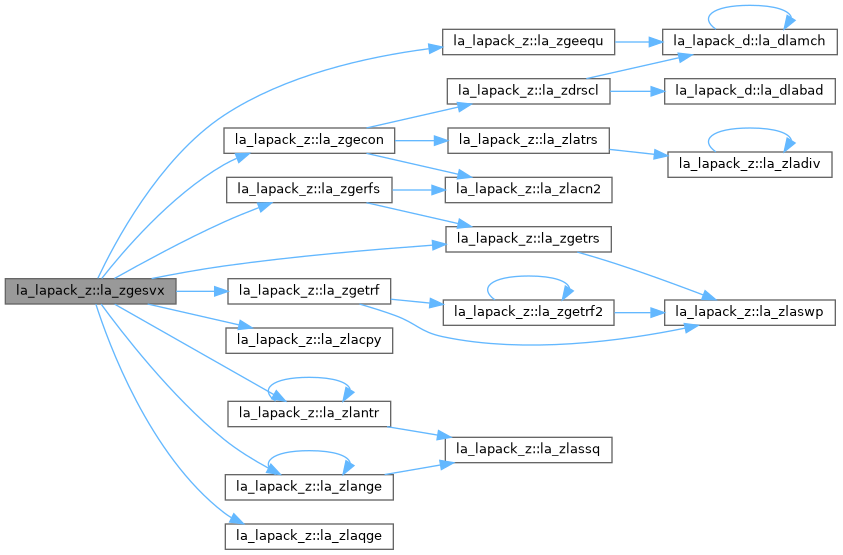 la_lapack_z::la_zgeequ
la_lapack_d::la_dlamch
la_lapack_z::la_zdrscl
la_lapack_d::la_dlabad
la_lapack_z::la_zgecon
la_lapack_z::la_zlatrs
la_lapack_z::la_zladiv
la_lapack_z::la_zgerfs
la_lapack_z::la_zlacn2
la_lapack_z::la_zgetrs
la_lapack_z::la_zgesvx
la_lapack_z::la_zgetrf
la_lapack_z::la_zgetrf2
la_lapack_z::la_zlaswp
la_lapack_z::la_zlacpy
la_lapack_z::la_zlantr
la_lapack_z::la_zlassq
la_lapack_z::la_zlange
la_lapack_z::la_zlaqge